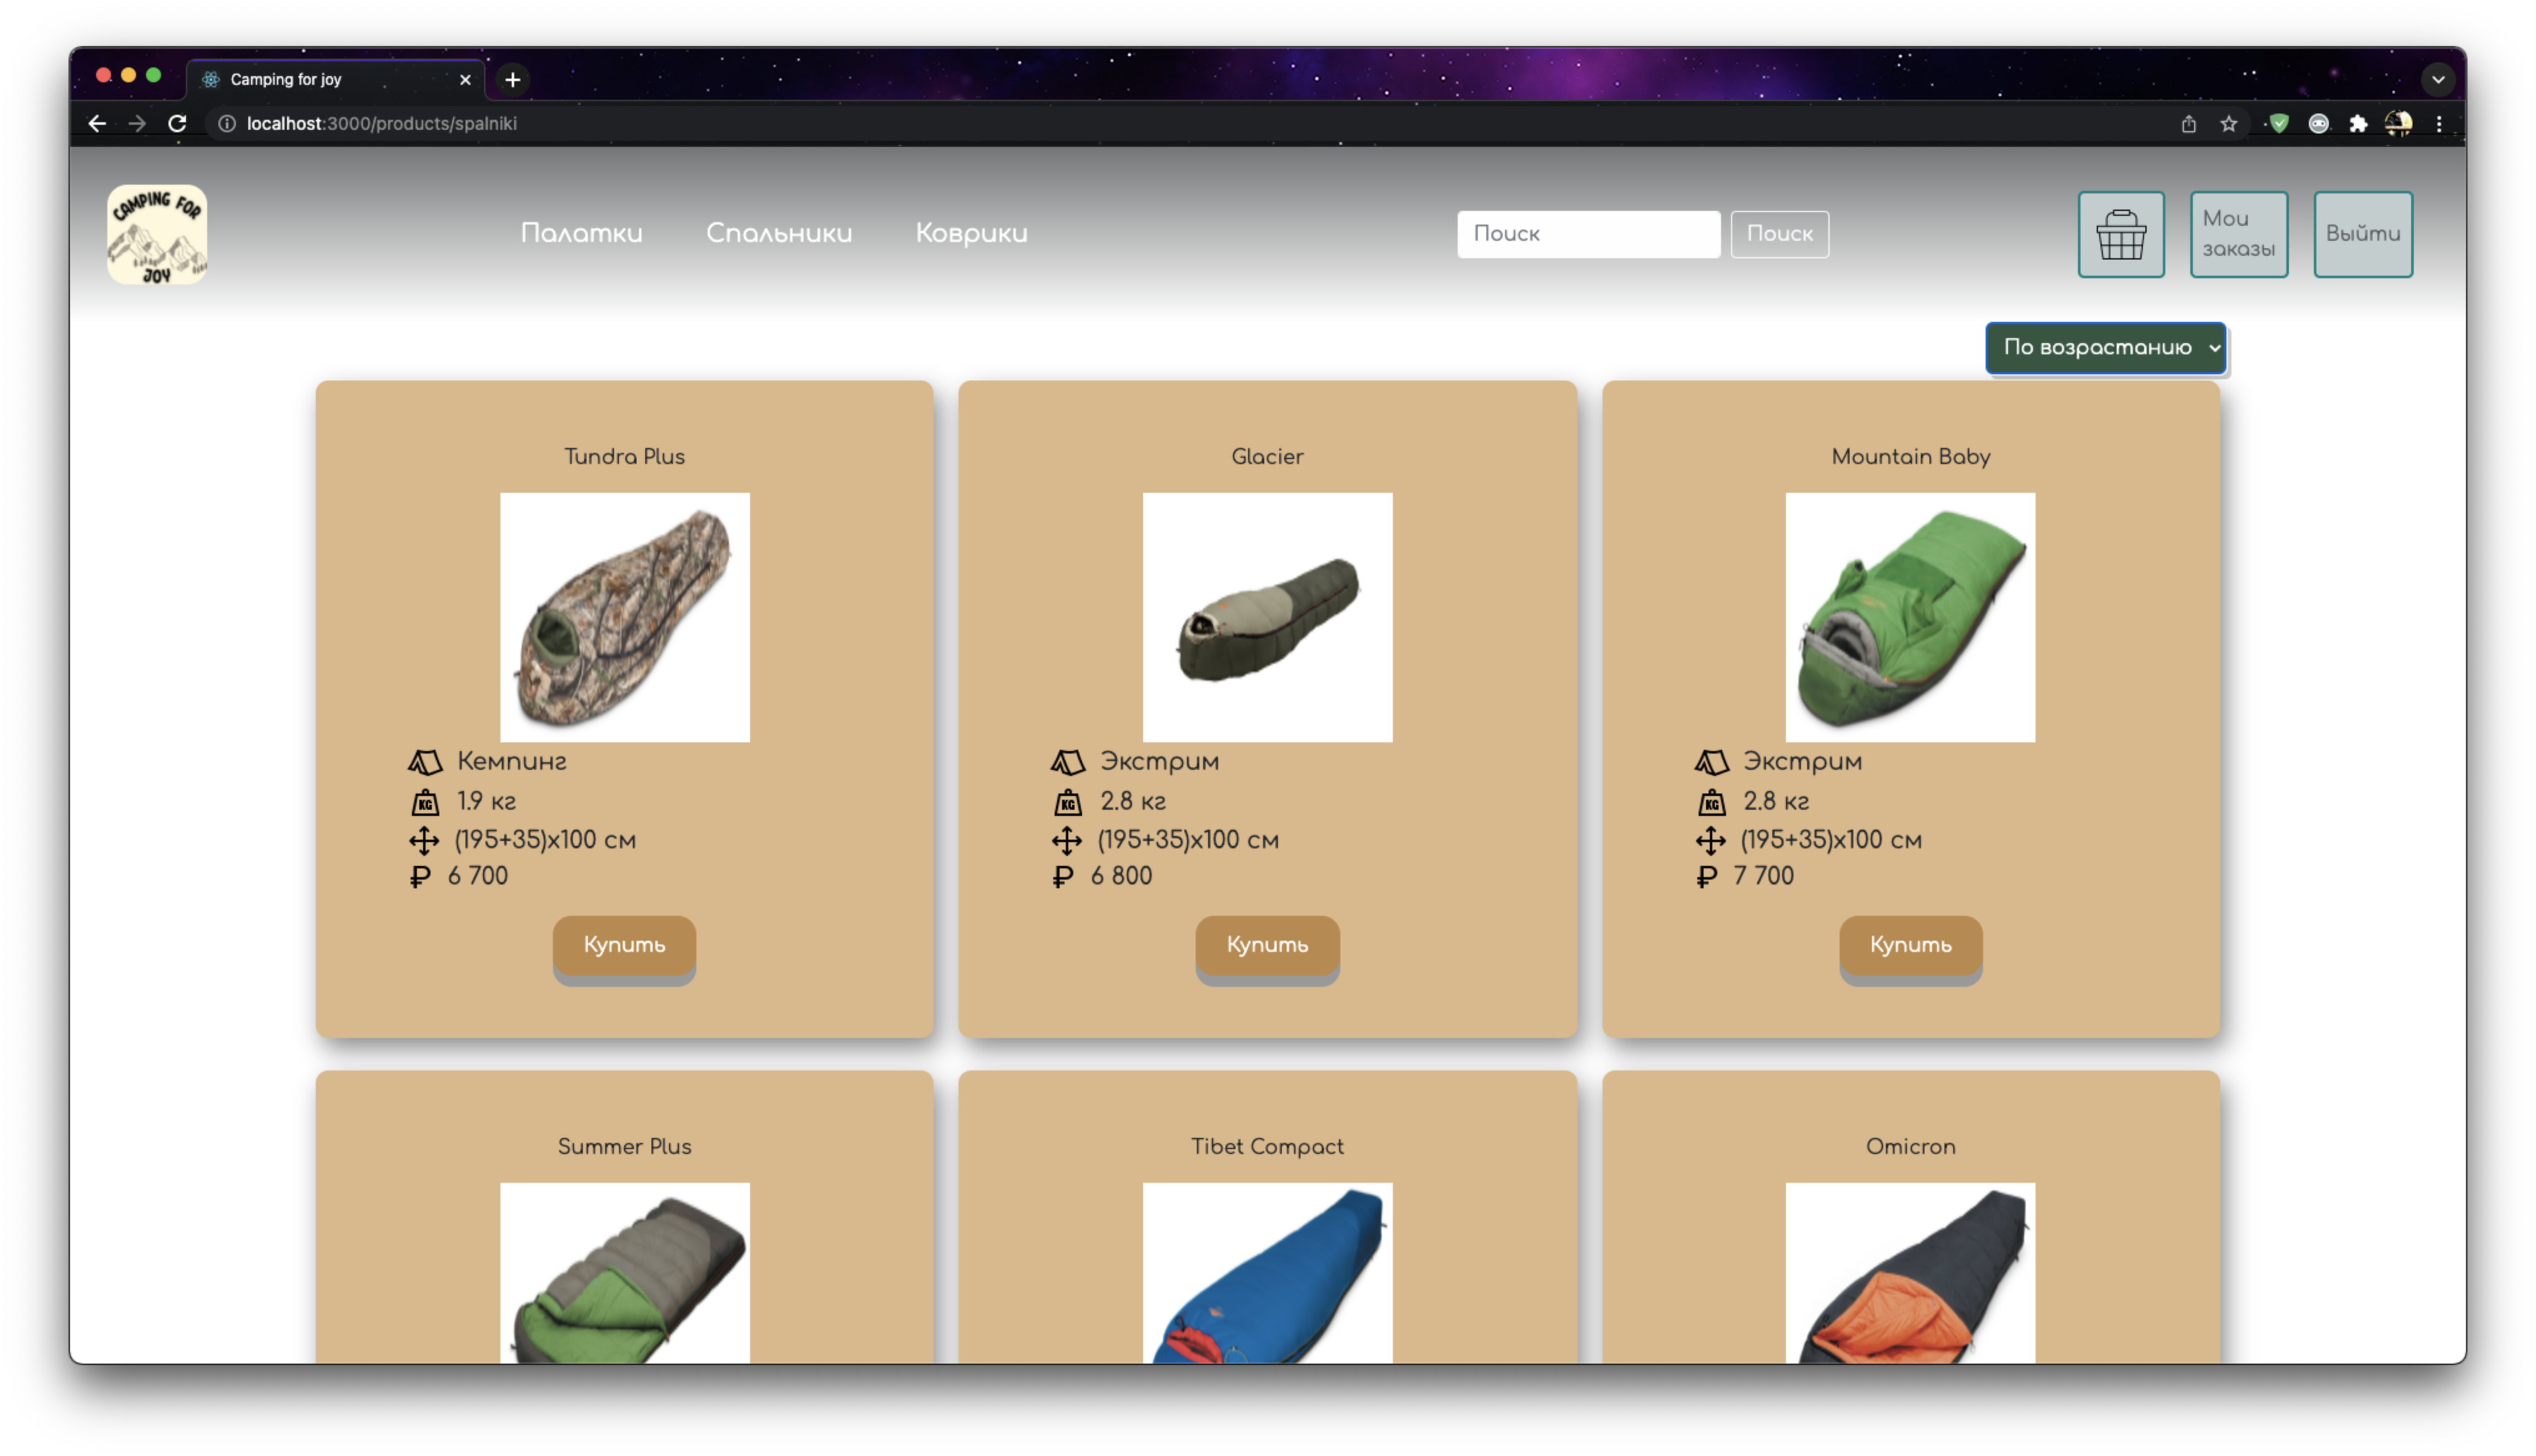 Camping for joy
localhost:3000/products/spalniki
CAMPING FOR
JOY
Палатки Спальники Коврики
Поиск Поиск
Мои
заказы
Выйти
По возрастанию
Tundra Plus
Кемпинг
KG 1.9 кг
(195+35)x100 см
₽ 6 700
Купить
Glacier
Экстрим
KG 2.8 кг
(195+35)x100 см
₽ 6 800
Купить
Mountain Baby
Экстрим
KG 2.8 кг
(195+35)x100 см
₽ 7 700
Купить
Summer Plus
Tibet Compact
Omicron